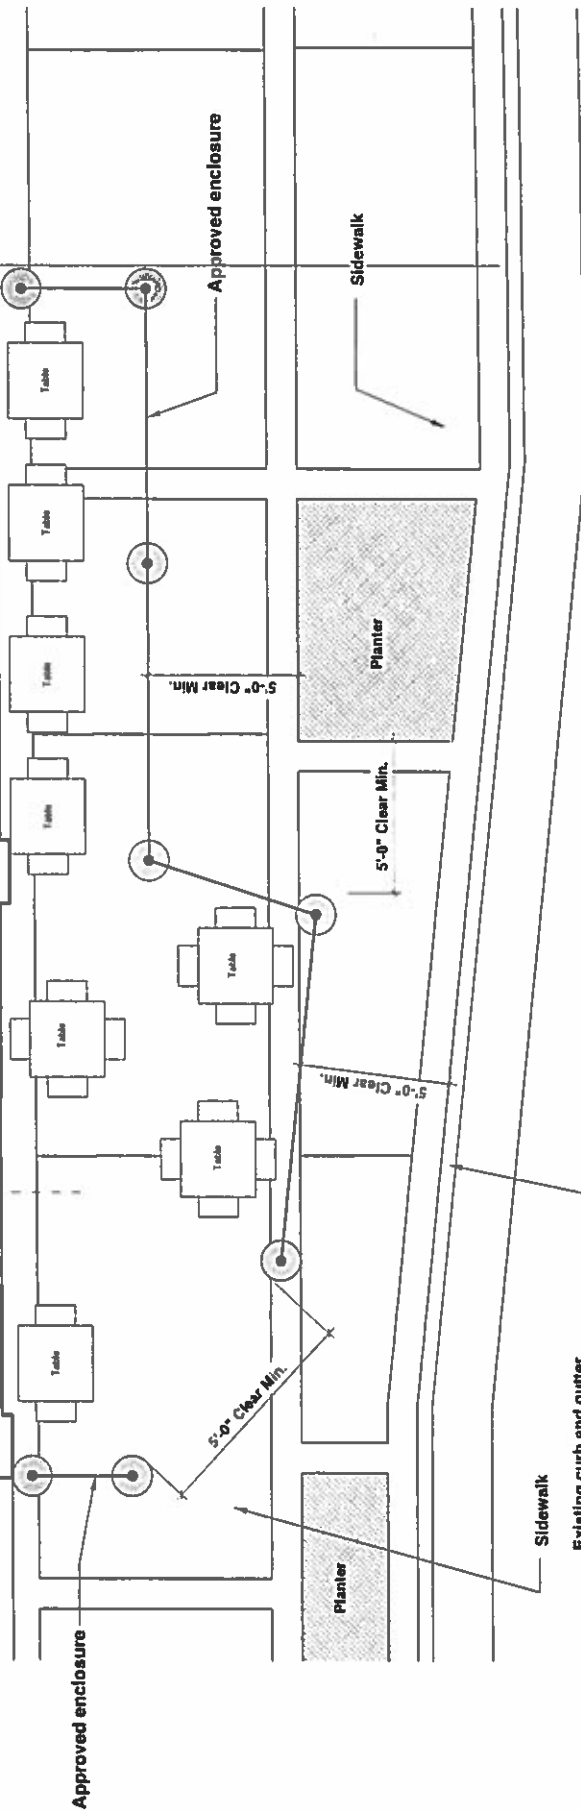 Approved enclosure
Sidewalk
Table
Table
Table
Table
Table
Table
Table
Table
Planter
5'-0" Clear Min.
5'-0" Clear Min.
5'-0" Clear Min.
5'-0" Clear Min.
Planter
Approved enclosure
Sidewalk
Existing curb and gutter